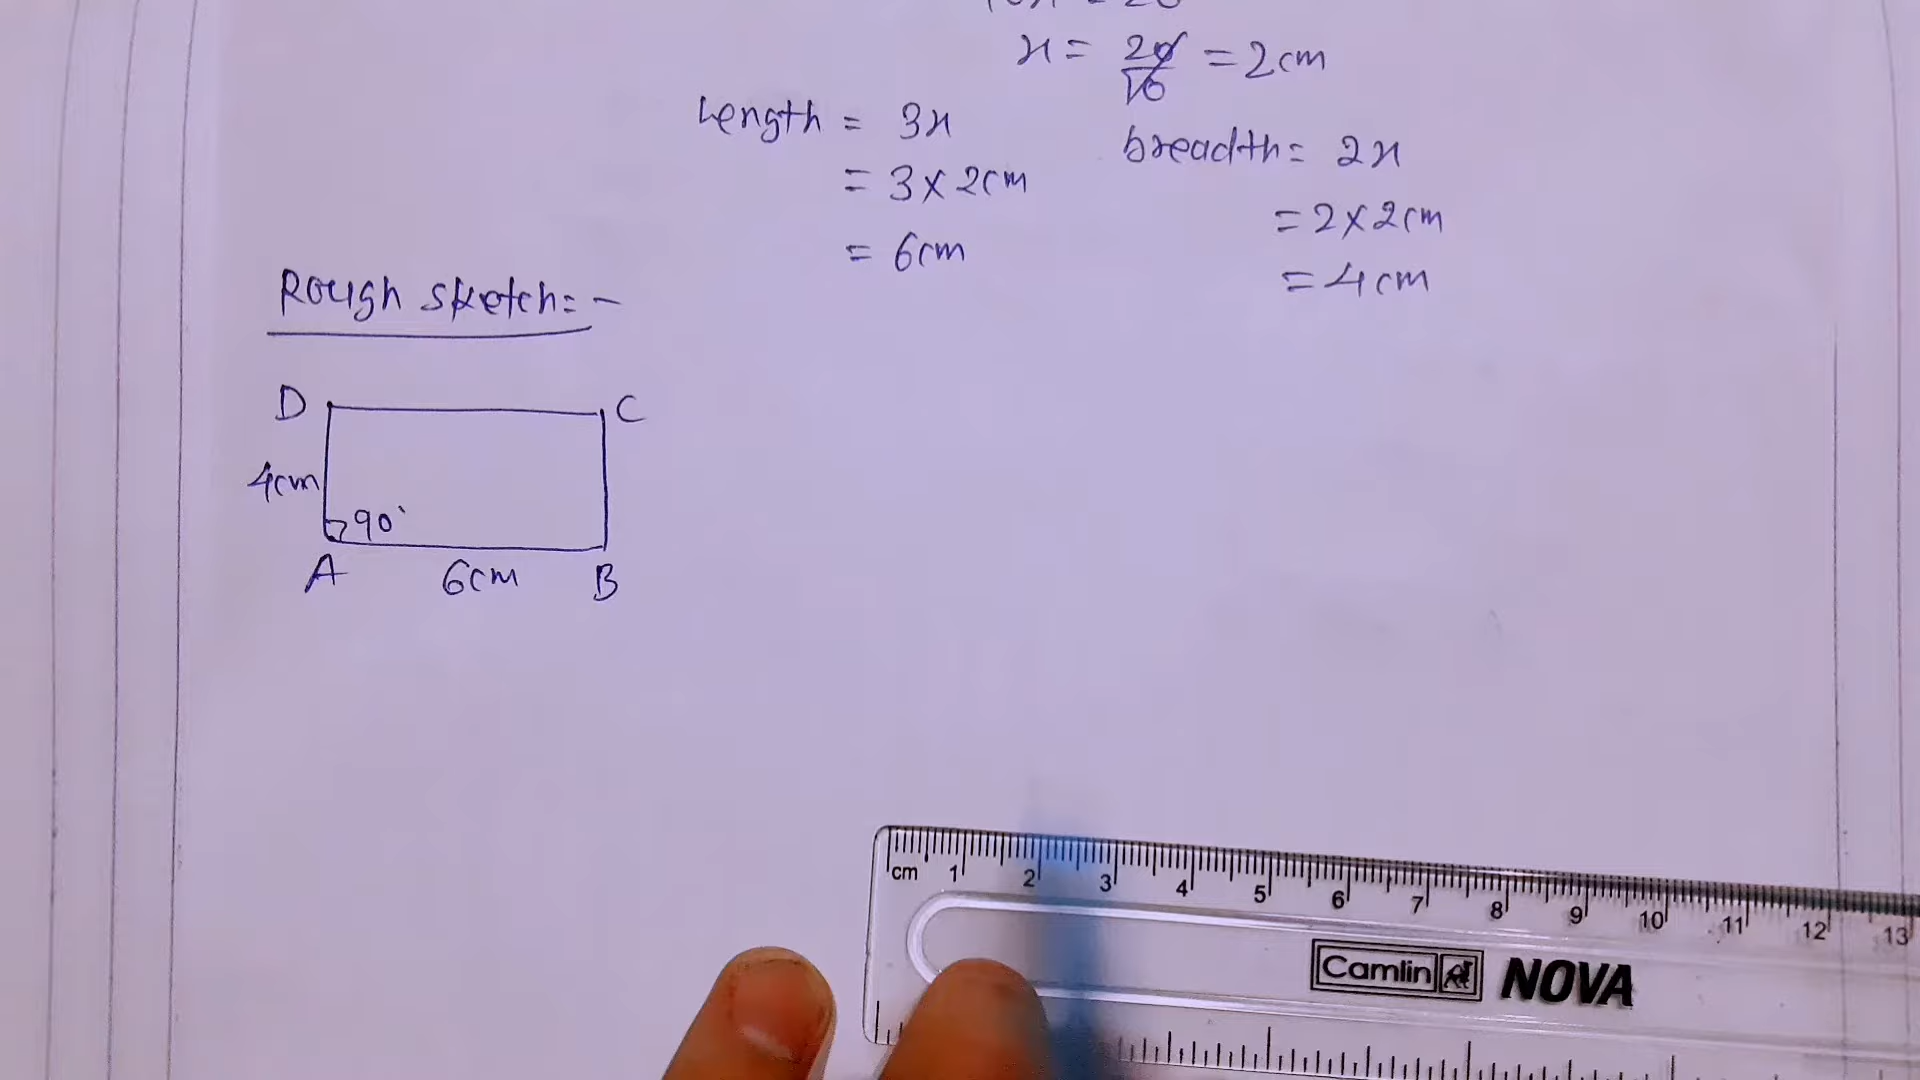 x = 20/10 = 2cm
Length = 3x
= 3 × 2cm
= 6cm
breadth = 2x
= 2 × 2cm
= 4cm
Rough sketch:-
D C
4cm
90°
A 6cm B
cm 1 2 3 4 5 6 7 8 9 10 11 12 13
Camlin NOVA